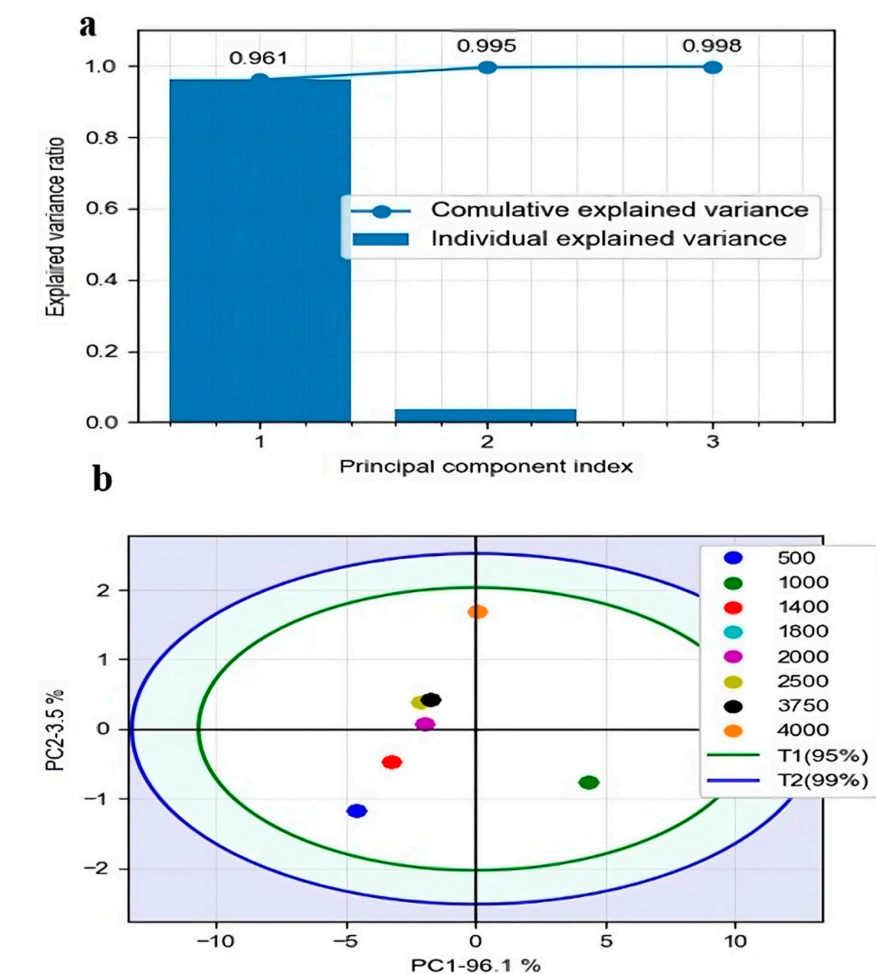 a
0.961
0.995
0.998
1.0
0.8
0.6
0.4
0.2
0.0
Explaired variance ratio
Comulative explained variance
Individual explained variance
1 2 3
Principal component index
b
500
1000
1400
1800
2000
2500
3750
4000
T1(95%)
T2(99%)
2
1
0
−1
−2
PC2-3.5 %
−10 −5 0 5 10
PC1-96.1 %